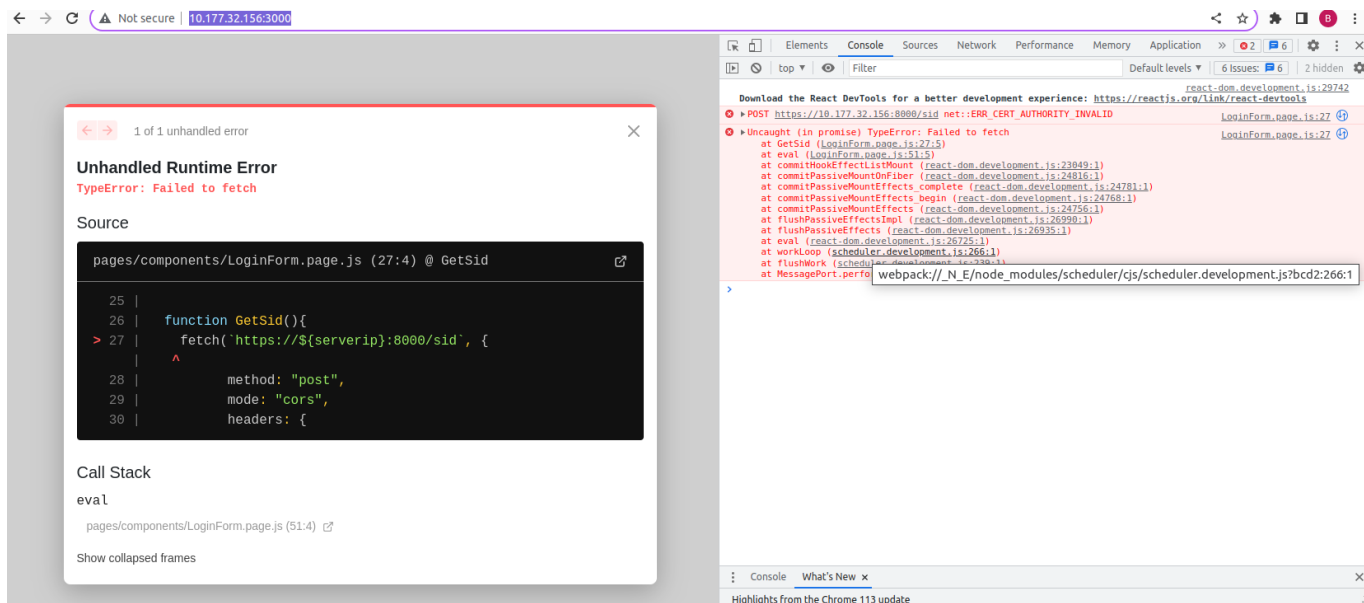 Not secure | 10.177.32.156:3000
B
1 of 1 unhandled error
Unhandled Runtime Error
TypeError: Failed to fetch
Source
pages/components/LoginForm.page.js (27:4) @ GetSid
25 |
26 | function GetSid(){
> 27 | fetch(`https://${serverip}:8000/sid`, {
| ^
28 | method: "post",
29 | mode: "cors",
30 | headers: {
Call Stack
eval
pages/components/LoginForm.page.js (51:4)
Show collapsed frames
Elements Console Sources Network Performance Memory Application » 2 6
top ▼ Filter Default levels ▼ 6 Issues: 6 2 hidden
react-dom.development.js:29742
Download the React DevTools for a better development experience: https://reactjs.org/link/react-devtools
▶POST https://10.177.32.156:8000/sid net::ERR_CERT_AUTHORITY_INVALID LoginForm.page.js:27
▶Uncaught (in promise) TypeError: Failed to fetch LoginForm.page.js:27
at GetSid (LoginForm.page.js:27:5)
at eval (LoginForm.page.js:51:5)
at commitHookEffectListMount (react-dom.development.js:23049:1)
at commitPassiveMountOnFiber (react-dom.development.js:24816:1)
at commitPassiveMountEffects_complete (react-dom.development.js:24781:1)
at commitPassiveMountEffects_begin (react-dom.development.js:24768:1)
at commitPassiveMountEffects (react-dom.development.js:24756:1)
at flushPassiveEffectsImpl (react-dom.development.js:26990:1)
at flushPassiveEffects (react-dom.development.js:26935:1)
at eval (react-dom.development.js:26725:1)
at workLoop (scheduler.development.js:266:1)
at flushWork (scheduler.development.js:239:1)
at MessagePort.perfo
webpack://_N_E/node_modules/scheduler/cjs/scheduler.development.js?bcd2:266:1
Console What's New ×
Highlights from the Chrome 113 update